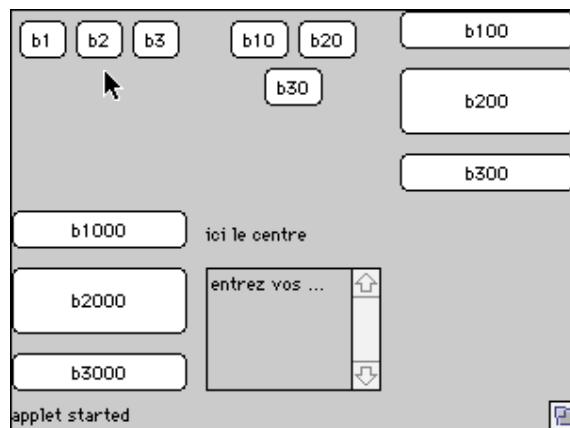 b1 b2 b3 b10 b20 b100
b30
b200
b300
b1000 ici le centre
b2000 entrez vos ...
b3000
applet started